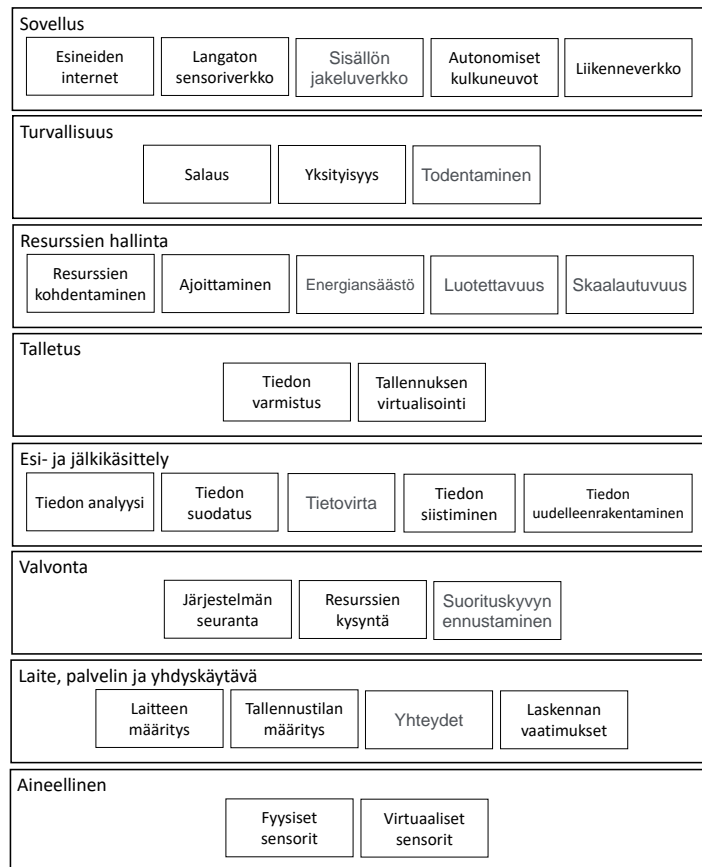 Sovellus
Esineiden
internet
Langaton
sensoriverkko
Sisällön
jakeluverkko
Autonomiset
kulkuneuvot
Liikenneverkko
Turvallisuus
Salaus
Yksityisyys
Todentaminen
Resurssien hallinta
Resurssien
kohdentaminen
Ajoittaminen
Energiansäästö
Luotettavuus
Skaalautuvuus
Talletus
Tiedon
varmistus
Tallennuksen
virtualisointi
Esi- ja jälkikäsittely
Tiedon analyysi
Tiedon
suodatus
Tietovirta
Tiedon
siistiminen
Tiedon
uudelleenrakentaminen
Valvonta
Järjestelmän
seuranta
Resurssien
kysyntä
Suorituskyvyn
ennustaminen
Laite, palvelin ja yhdyskäytävä
Laitteen
määritys
Tallennustilan
määritys
Yhteydet
Laskennan
vaatimukset
Aineellinen
Fyysiset
sensorit
Virtuaaliset
sensorit